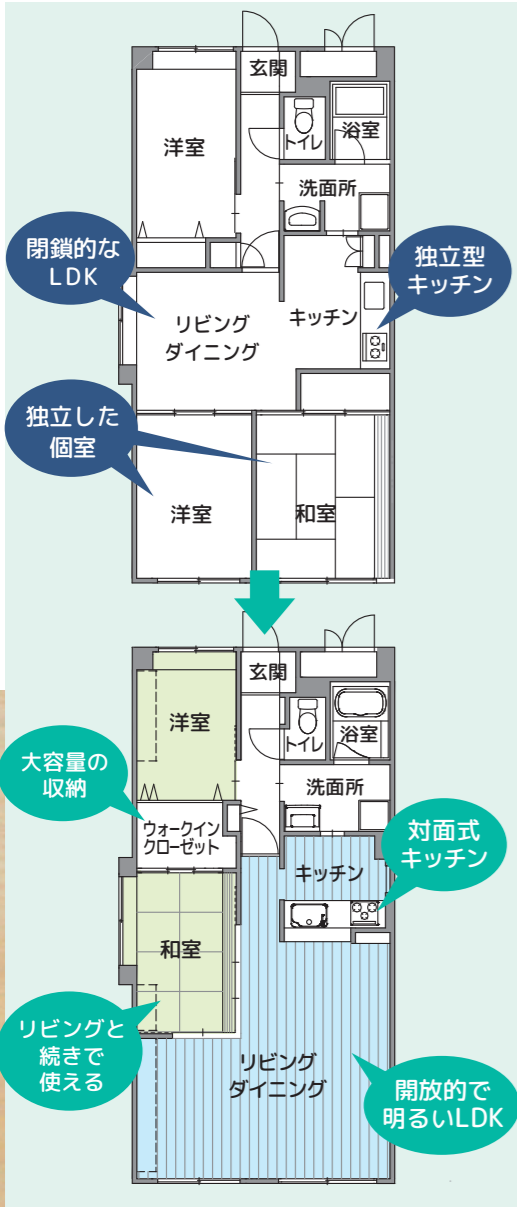 玄関
トイレ
浴室
洋室
洗面所
閉鎖的な
LDK
独立型
キッチン
キッチン
リビング
ダイニング
独立した
個室
洋室
和室
玄関
洋室
トイレ
浴室
大容量の
収納
洗面所
ウォークイン
クローゼット
対面式
キッチン
キッチン
和室
リビングと
続きで
使える
リビング
ダイニング
開放的で
明るいLDK